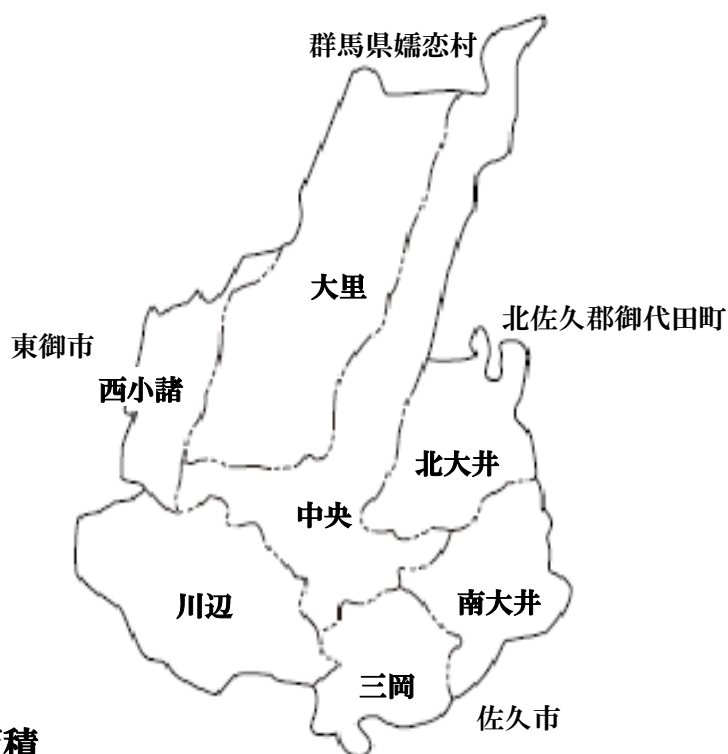 群馬県嬬恋村
大里
北佐久郡御代田町
東御市
西小諸
北大井
中央
川辺
南大井
三岡
佐久市
積